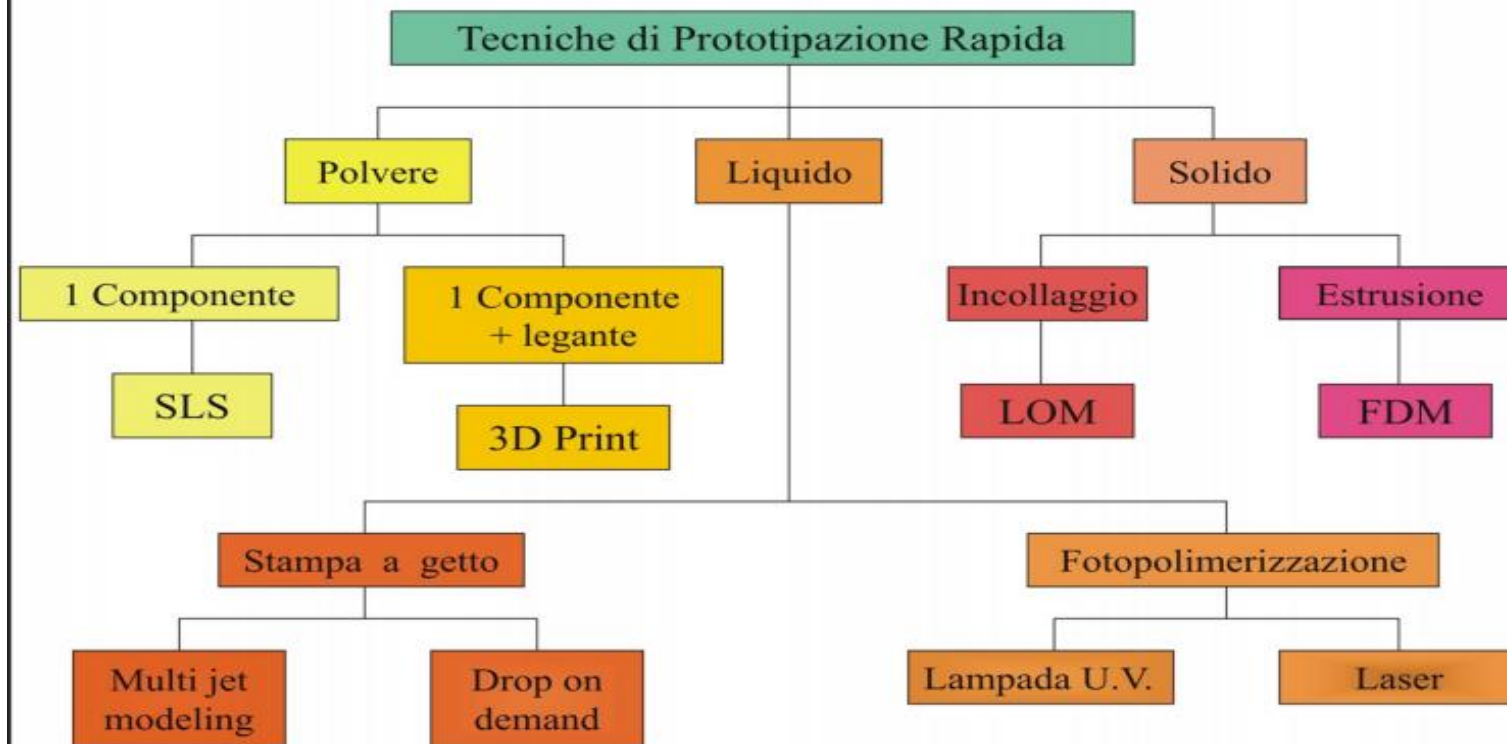 Tecniche di Prototipazione Rapida
Polvere
Liquido
Solido
1 Componente
1 Componente
+ legante
Incollaggio
Estrusione
SLS
3D Print
LOM
FDM
Stampa a getto
Fotopolimerizzazione
Multi jet
modeling
Drop on
demand
Lampada U.V.
Laser